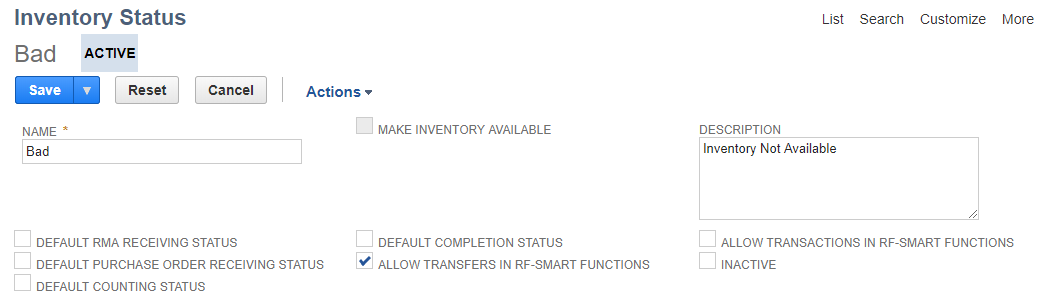 Inventory Status
List Search Customize More
Bad ACTIVE
Save Reset Cancel Actions
NAME *
Bad
MAKE INVENTORY AVAILABLE
DESCRIPTION
Inventory Not Available
DEFAULT RMA RECEIVING STATUS
DEFAULT PURCHASE ORDER RECEIVING STATUS
DEFAULT COUNTING STATUS
DEFAULT COMPLETION STATUS
ALLOW TRANSFERS IN RF-SMART FUNCTIONS
ALLOW TRANSACTIONS IN RF-SMART FUNCTIONS
INACTIVE